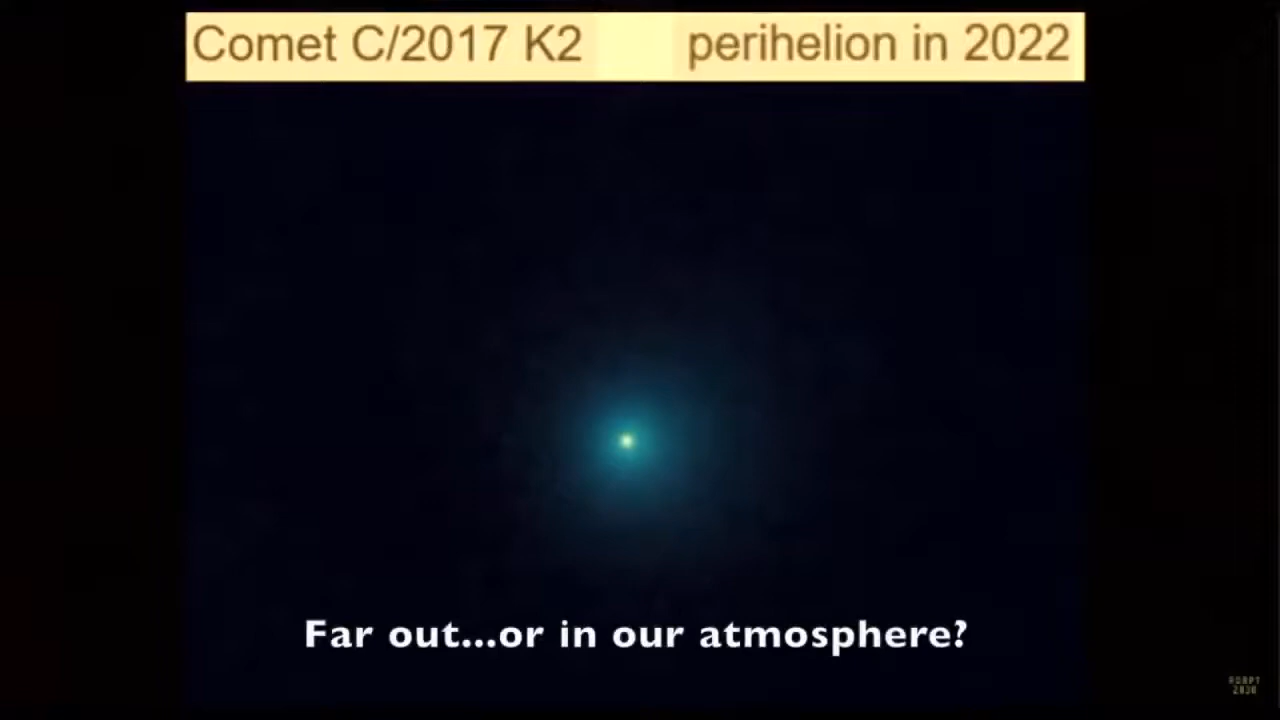 Comet C/2017 K2 perihelion in 2022
Far out...or in our atmosphere?